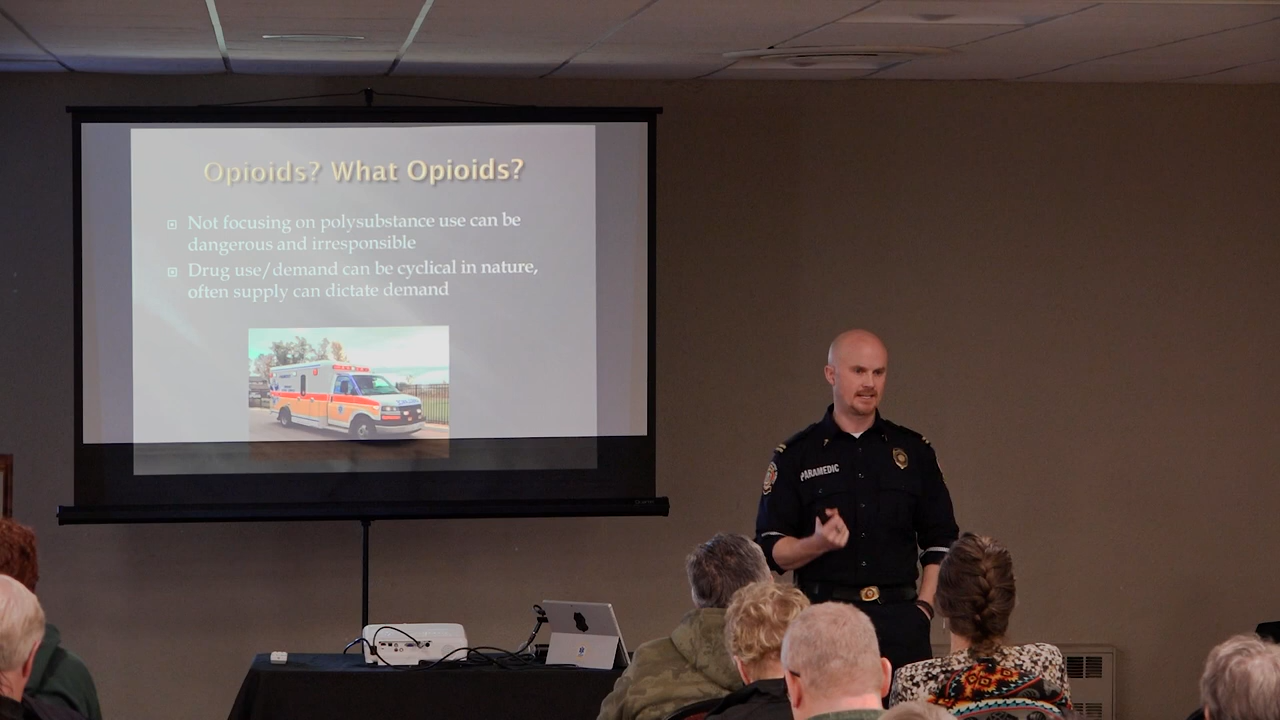 Opioids? What Opioids?
Not focusing on polysubstance use can be
dangerous and irresponsible
Drug use/demand can be cyclical in nature,
often supply can dictate demand
PARAMEDIC